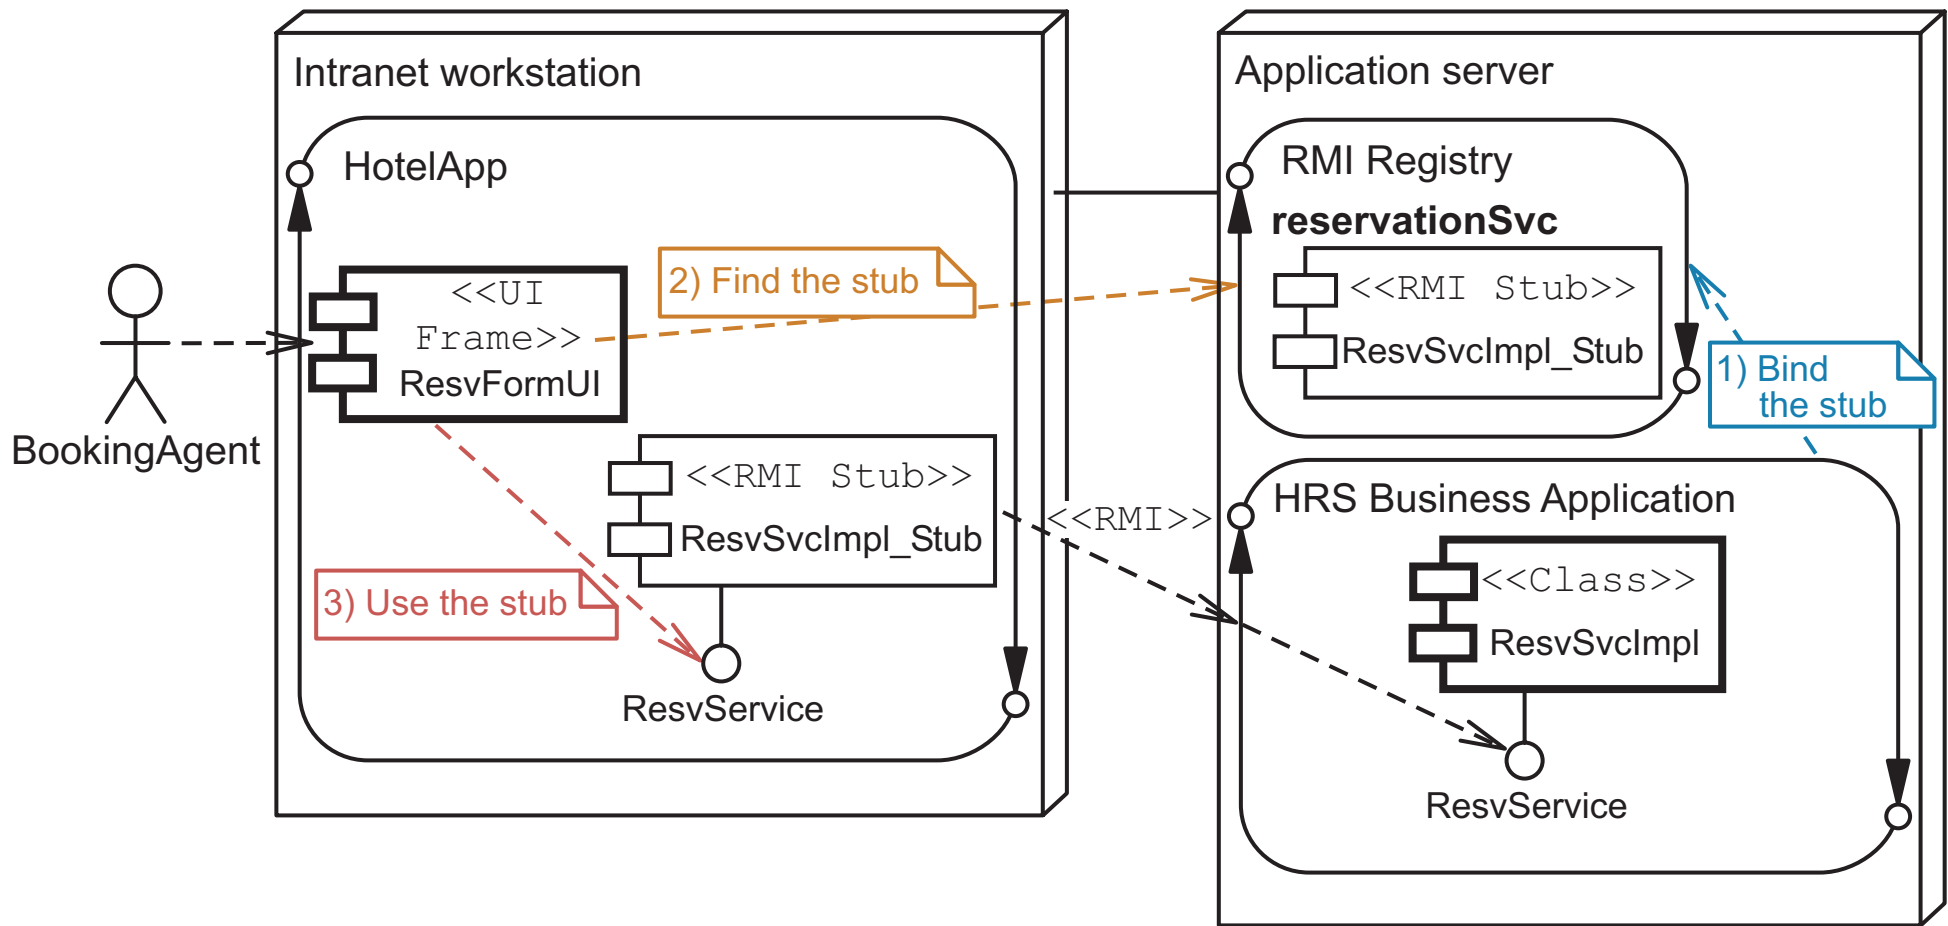 Intranet workstation
HotelApp
<<UI
Frame>>
ResvFormUI
2) Find the stub
BookingAgent
<<RMI Stub>>
ResvSvcImpl_Stub
3) Use the stub
ResvService
<<RMI>>
Application server
RMI Registry
reservationSvc
<<RMI Stub>>
ResvSvcImpl_Stub
1) Bind
the stub
HRS Business Application
<<Class>>
ResvSvcImpl
ResvService